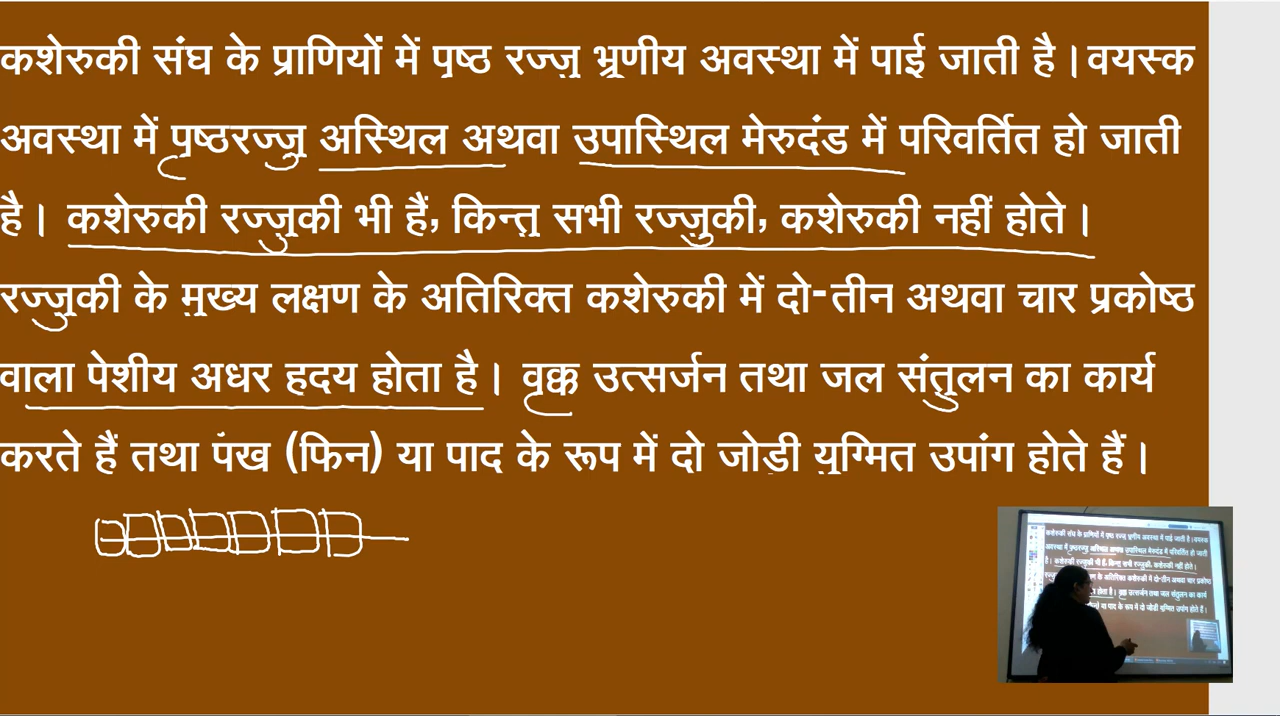 कशेरुकी संघ के प्राणियों में पृष्ठ रज्जु भ्रूणीय अवस्था में पाई जाती है। वयस्क
अवस्था में पृष्ठरज्जु अस्थिल अथवा उपास्थिल मेरुदंड में परिवर्तित हो जाती
है। कशेरुकी रज्जुकी भी हैं, किन्तु सभी रज्जुकी, कशेरुकी नहीं होते।
रज्जुकी के मुख्य लक्षण के अतिरिक्त कशेरुकी में दो-तीन अथवा चार प्रकोष्ठ
वाला पेशीय अधर हदय होता है। वृक्क उत्सर्जन तथा जल संतुलन का कार्य
करते हैं तथा पंख (फिन) या पाद के रूप में दो जोडी युग्मित उपांग होते हैं।